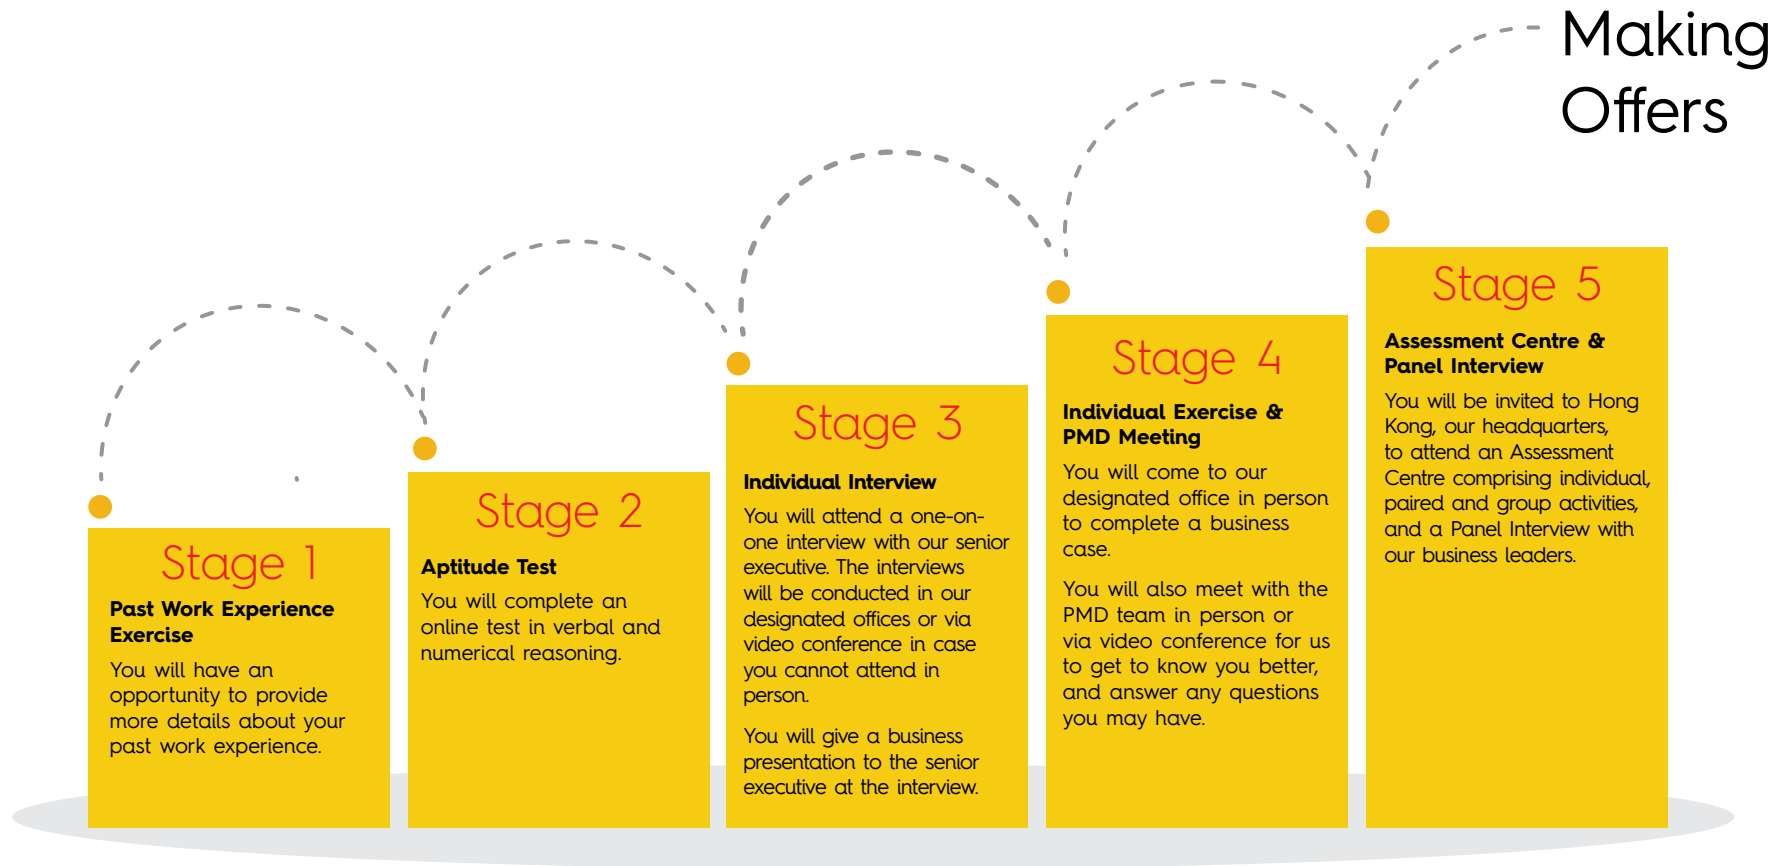 Making
Offers
Stage 1
Past Work Experience
Exercise
You will have an
opportunity to provide
more details about your
past work experience.
Stage 2
Aptitude Test
You will complete an
online test in verbal and
numerical reasoning.
Stage 3
Individual Interview
You will attend a one-on-
one interview with our senior
executive. The interviews
will be conducted in our
designated offices or via
video conference in case
you cannot attend in
person.
You will give a business
presentation to the senior
executive at the interview.
Stage 4
Individual Exercise &
PMD Meeting
You will come to our
designated office in person
to complete a business
case.
You will also meet with the
PMD team in person or
via video conference for us
to get to know you better,
and answer any questions
you may have.
Stage 5
Assessment Centre &
Panel Interview
You will be invited to Hong
Kong, our headquarters,
to attend an Assessment
Centre comprising individual,
paired and group activities,
and a Panel Interview with
our business leaders.